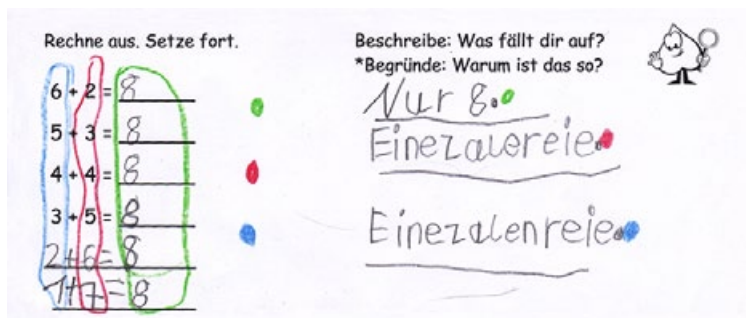 Rechne aus. Setze fort.
6 + 2 = 8
5 + 3 = 8
4 + 4 = 8
3 + 5 = 8
2 + 6 = 8
1 + 7 = 8
Beschreibe: Was fällt dir auf?
*Begründe: Warum ist das so?
Nur 8.
Einezalereie.
Einezalenreie.